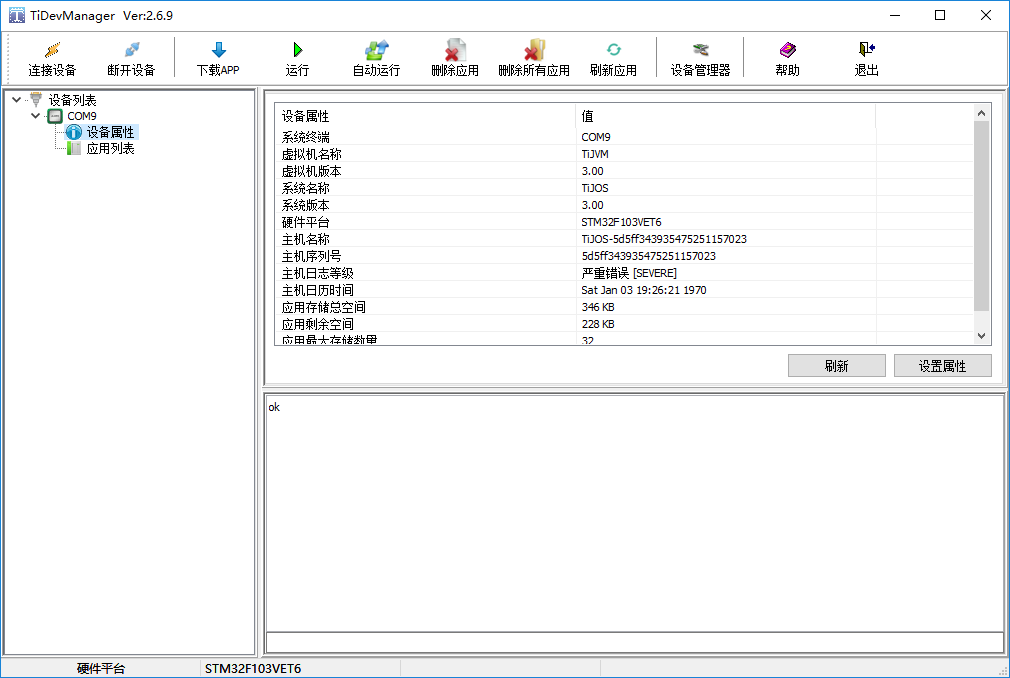 TiDevManager Ver:2.6.9
连接设备 断开设备 下载APP 运行 自动运行 删除应用 删除所有应用 刷新应用 设备管理器 帮助 退出
设备列表
COM9
设备属性
应用列表
设备属性 值
系统终端 COM9
虚拟机名称 TiJVM
虚拟机版本 3.00
系统名称 TiJOS
系统版本 3.00
硬件平台 STM32F103VET6
主机名称 TiJOS-5d5ff343935475251157023
主机序列号 5d5ff343935475251157023
主机日志等级 严重错误 [SEVERE]
主机日历时间 Sat Jan 03 19:26:21 1970
应用存储总空间 346 KB
应用剩余空间 228 KB
应用最大存储数量 32
刷新 设置属性
ok
硬件平台 STM32F103VET6